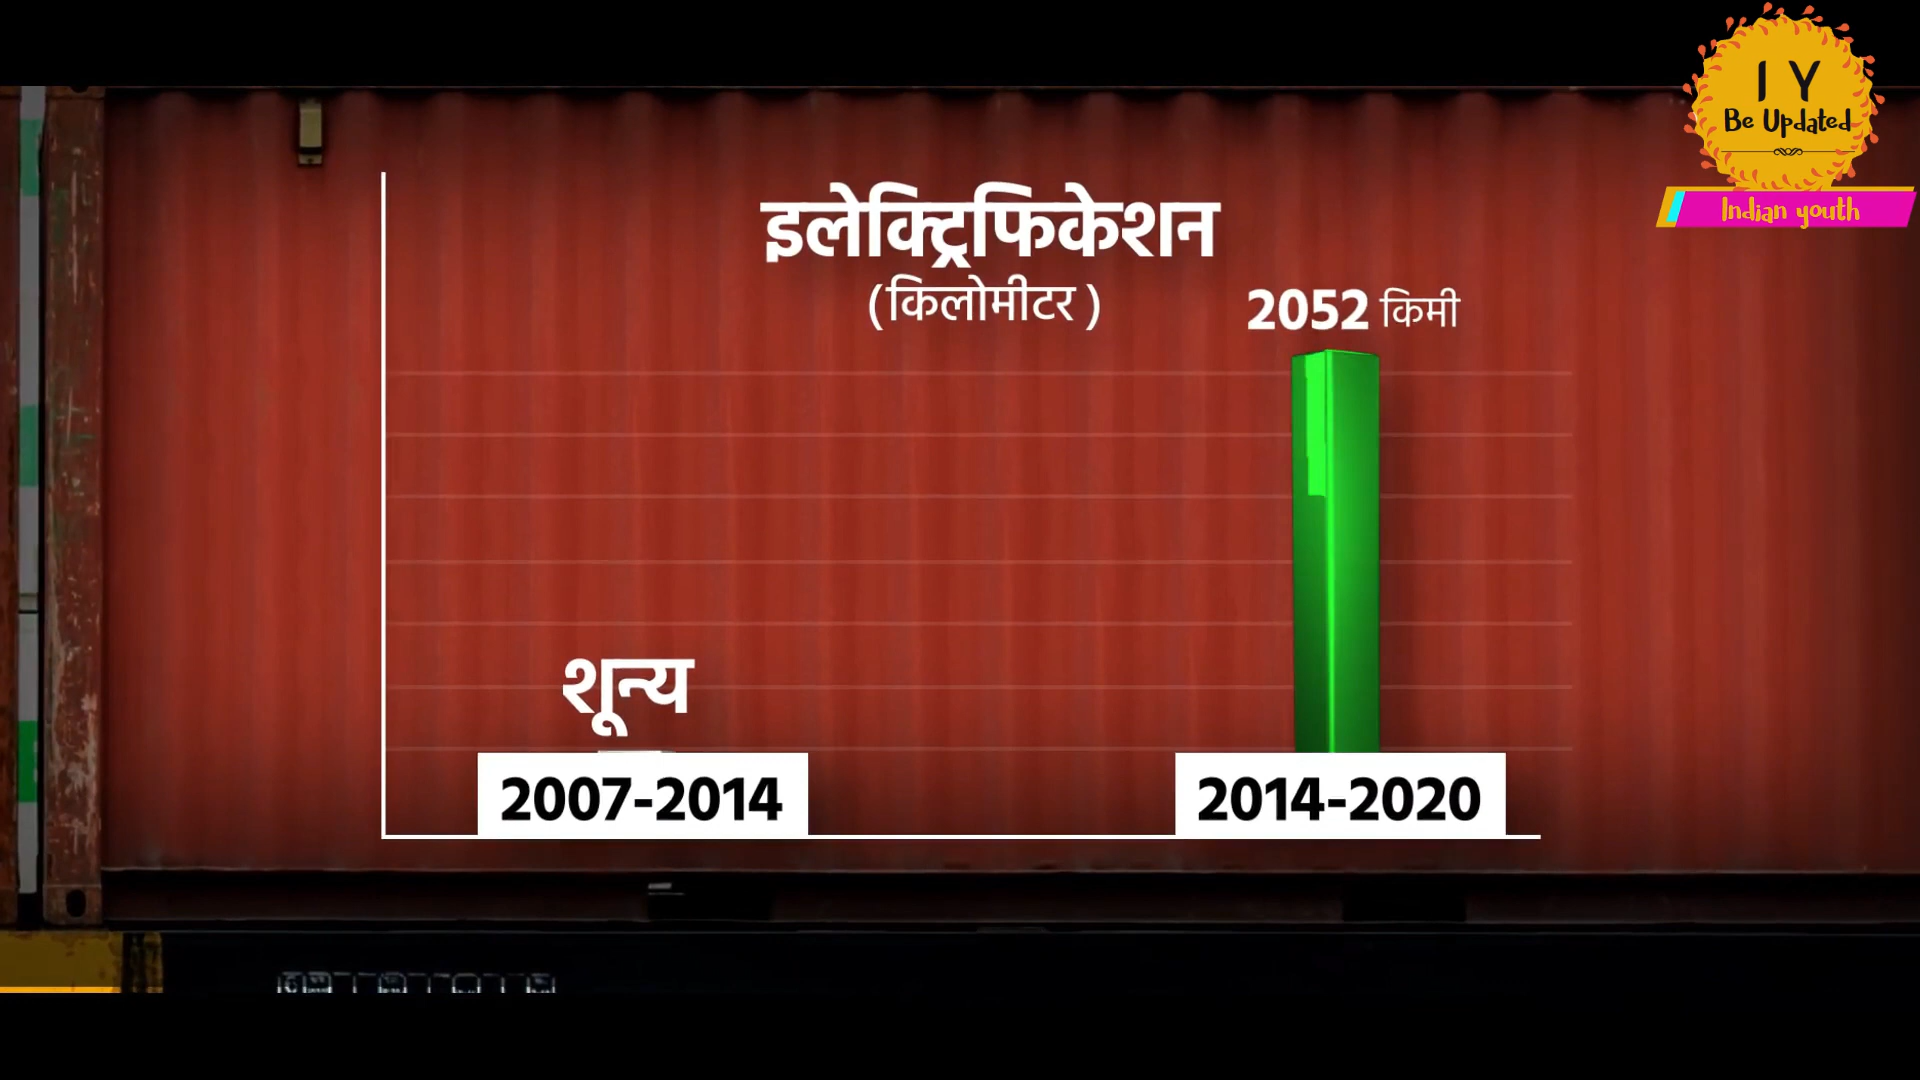 I Y
Be Updated
Indian youth
इलेक्ट्रिफिकेशन
(किलोमीटर )
2052 किमी
शून्य
2007-2014
2014-2020